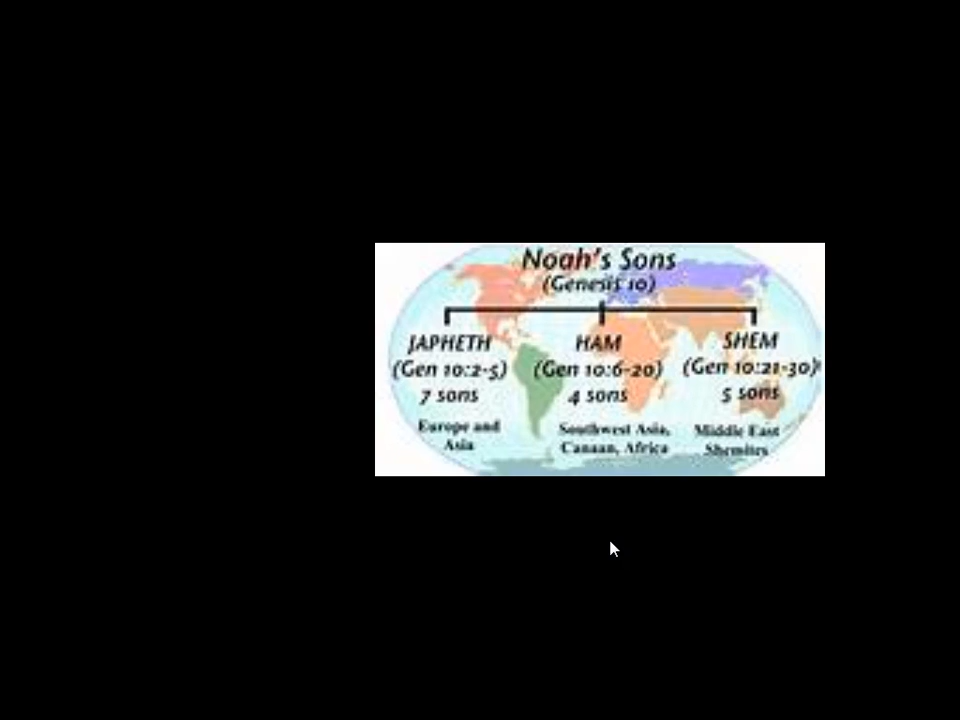 Noah's Sons
(Genesis 10)
JAPHETH
(Gen 10:2-5)
7 sons
Europe and
Asia
HAM
(Gen 10:6-20)
4 sons
Southwest Asia,
Canaan, Africa
SHEM
(Gen 10:21-30)
5 sons
Middle East
Shemites